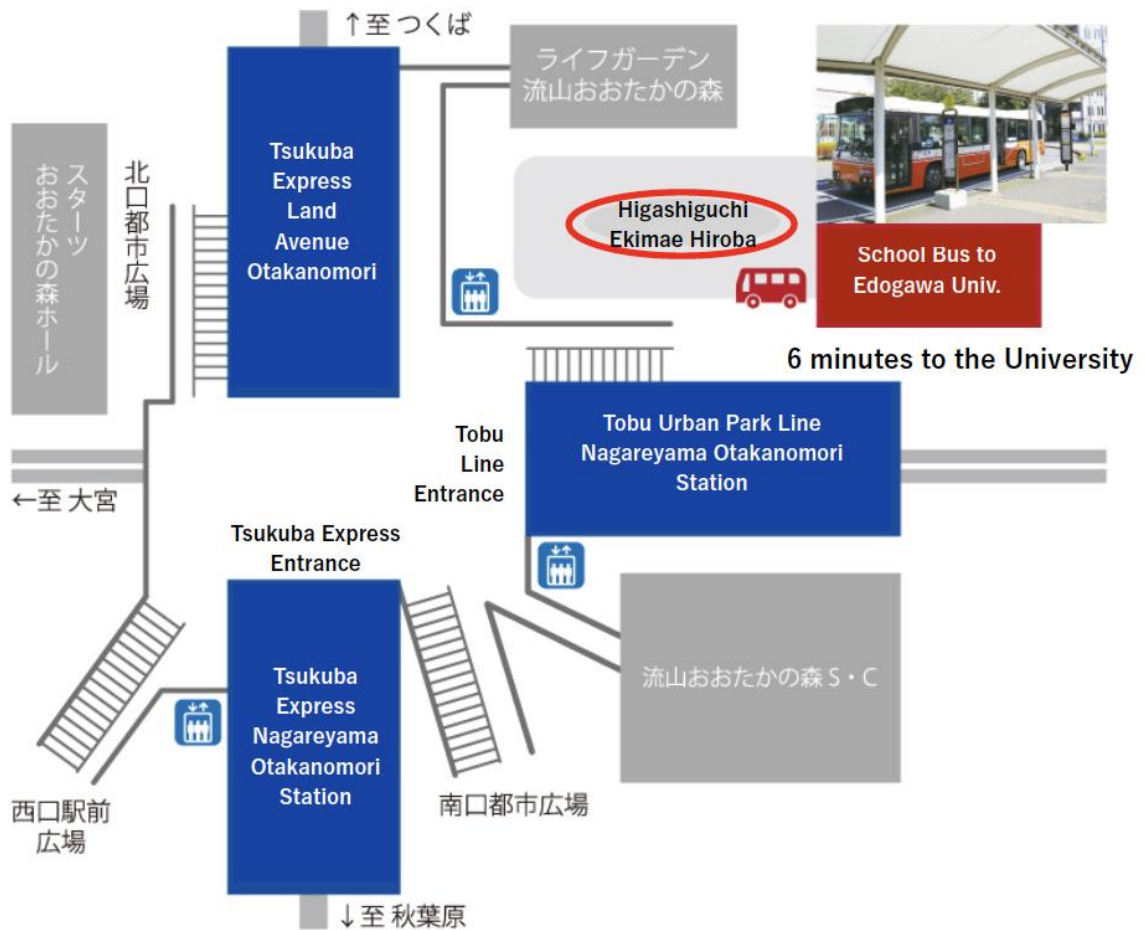 ↑至 つくば
ライフガーデン
流山おおたかの森
Tsukuba
Express
Land
Avenue
Otakanomori
スターツ
おおたかの森ホール
北口都市広場
Higashiguchi
Ekimae Hiroba
School Bus to
Edogawa Univ.
6 minutes to the University
Tobu
Line
Entrance
Tobu Urban Park Line
Nagareyama Otakanomori
Station
←至 大宮
Tsukuba Express
Entrance
Tsukuba
Express
Nagareyama
Otakanomori
Station
流山おおたかの森 S・C
西口駅前
広場
南口都市広場
↓至 秋葉原